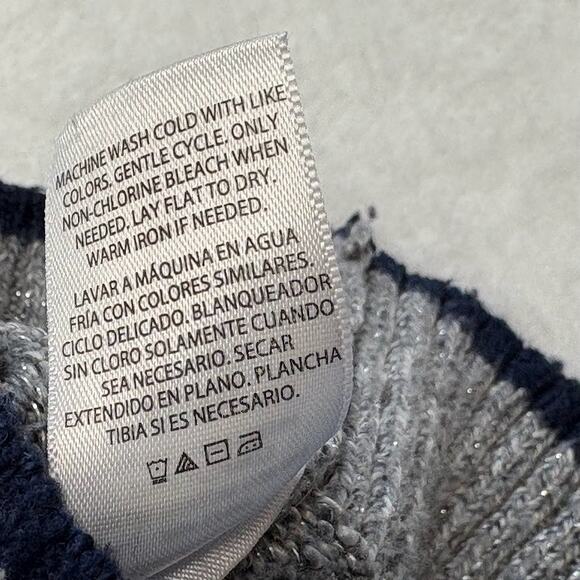 MACHINE WASH COLD WITH LIKE
COLORS. GENTLE CYCLE. ONLY
NON-CHLORINE BLEACH WHEN
NEEDED. LAY FLAT TO DRY.
WARM IRON IF NEEDED.
LAVAR A MÁQUINA EN AGUA
FRÍA CON COLORES SIMILARES.
CICLO DELICADO. BLANQUEADOR
SIN CLORO SOLAMENTE CUANDO
SEA NECESARIO. SECAR
EXTENDIDO EN PLANO. PLANCHA
TIBIA SI ES NECESARIO.